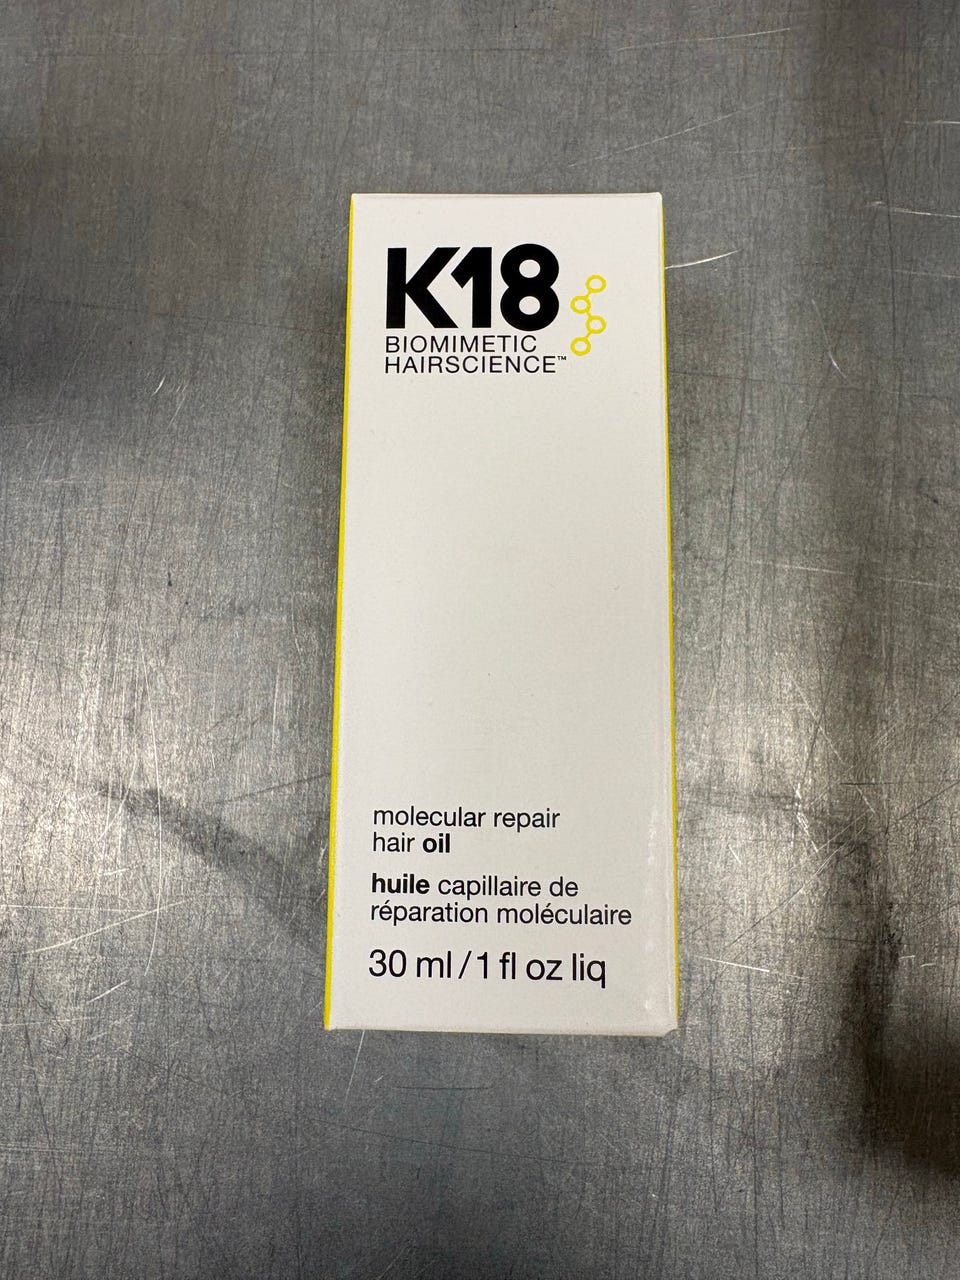 K18
BIOMIMETIC
HAIRSCIENCE™
molecular repair
hair oil
huile capillaire de
réparation moléculaire
30 ml/1 fl oz liq